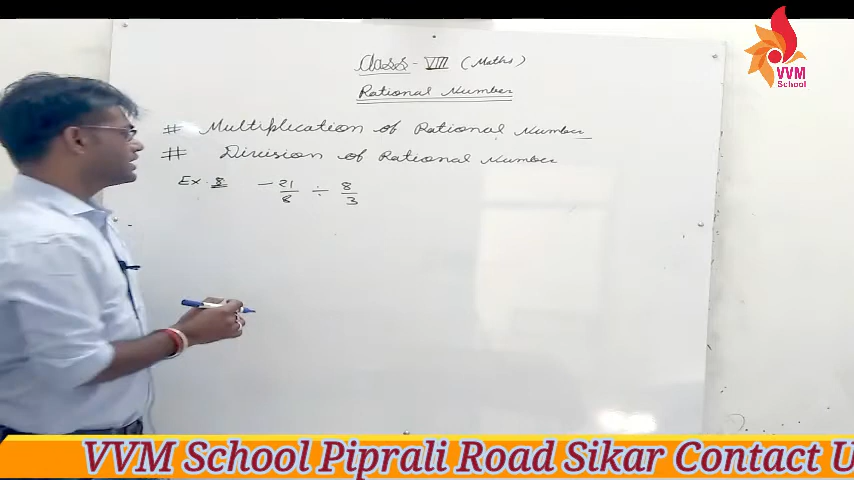 Class - VIII (Maths)
Rational Number
# Multiplication of Rational Number
# Division of Rational Number
Ex. 8 - 21/8 ÷ 8/3
VVM
School
VVM School Piprali Road Sikar Contact U